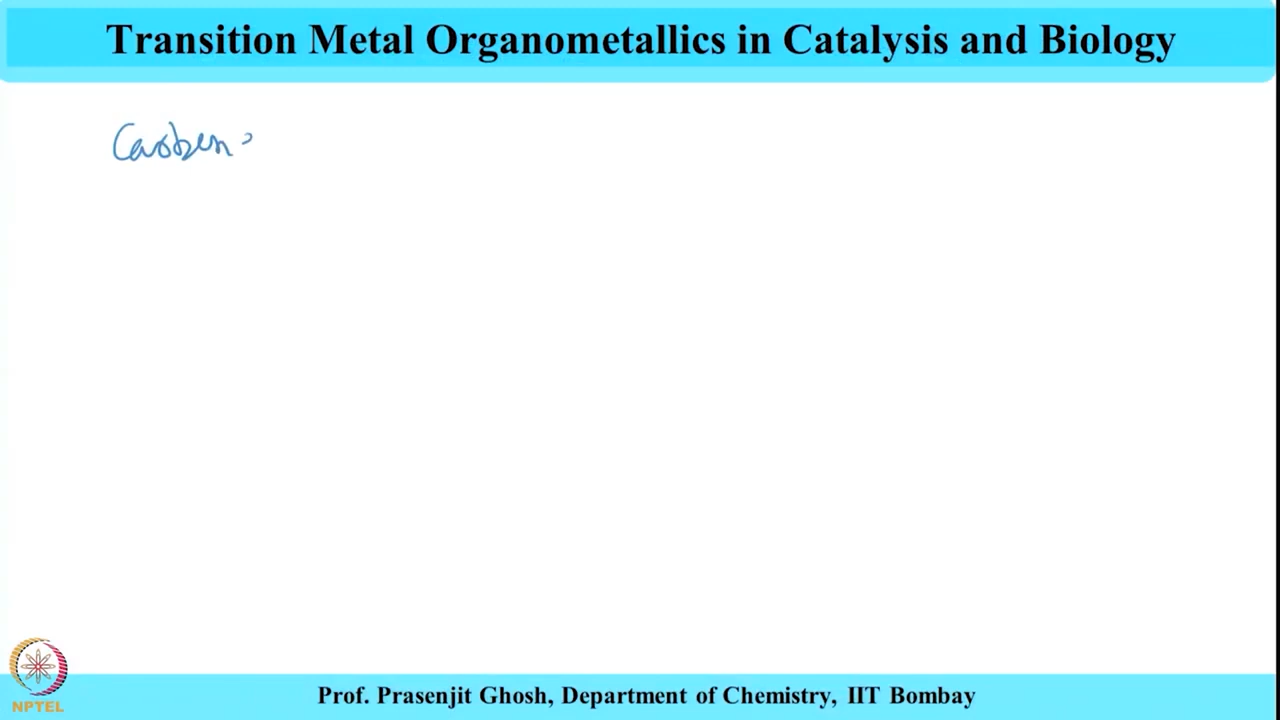 Transition Metal Organometallics in Catalysis and Biology
Carben
NPTEL
Prof. Prasenjit Ghosh, Department of Chemistry, IIT Bombay